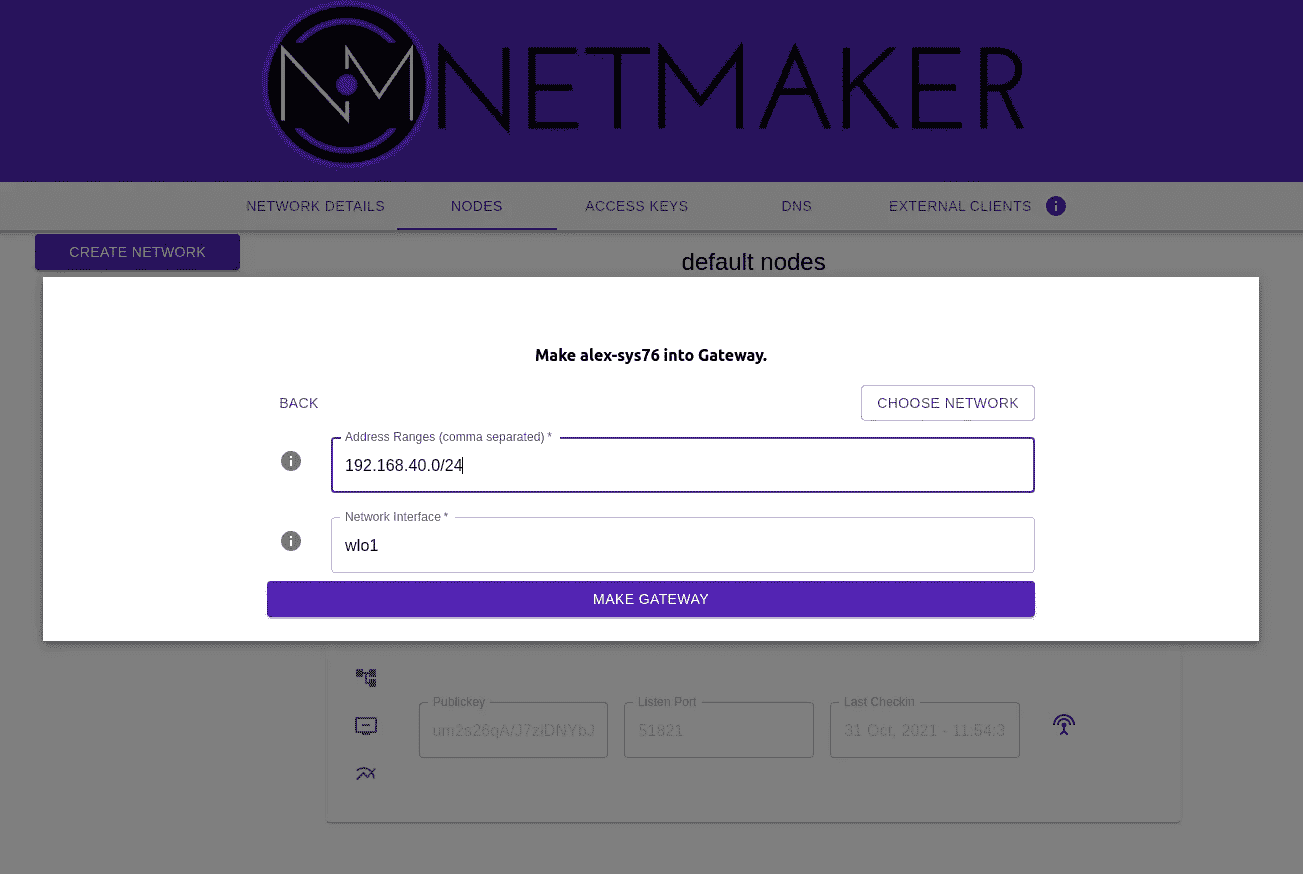 NETMAKER
NETWORK DETAILS NODES ACCESS KEYS DNS EXTERNAL CLIENTS
CREATE NETWORK
default nodes
Make alex-sys76 into Gateway.
BACK CHOOSE NETWORK
Address Ranges (comma separated) *
192.168.40.0/24
Network Interface *
wlo1
MAKE GATEWAY
Publickey Listen Port Last Checkin
51821 31 Oct, 2021 - 11:54:3